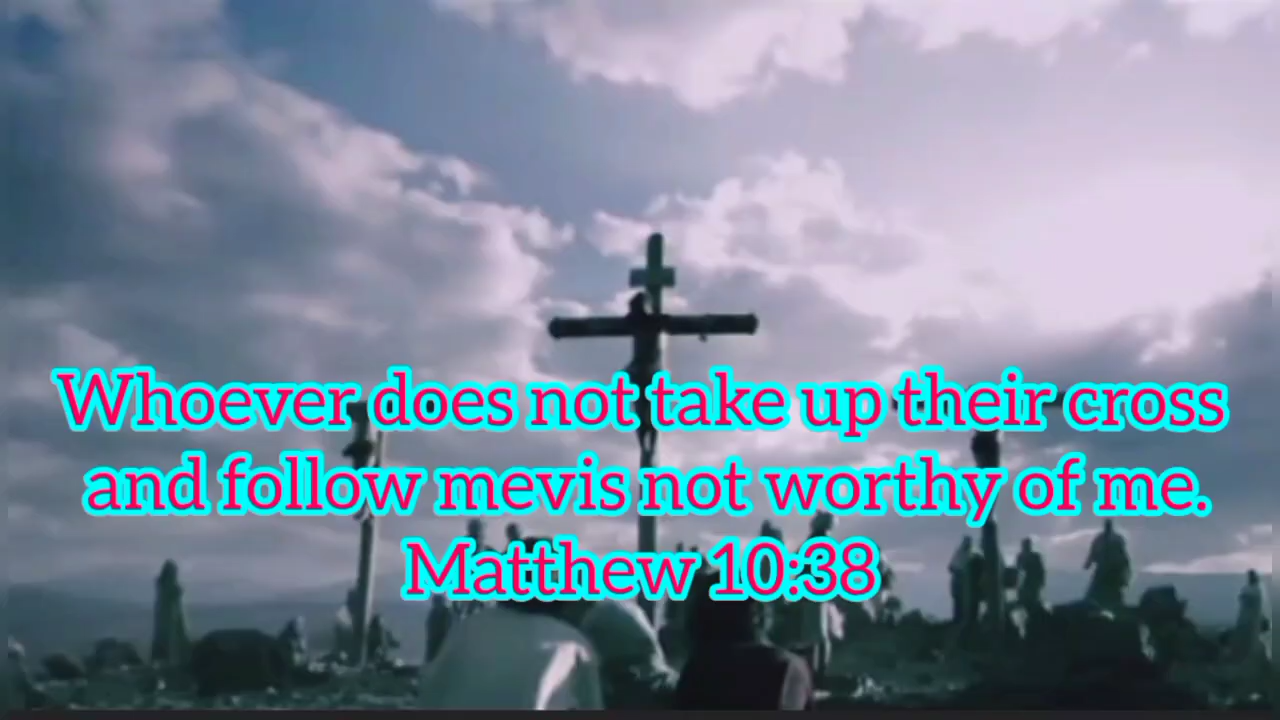 Whoever does not take up their cross
and follow mevis not worthy of me.
Matthew 10:38